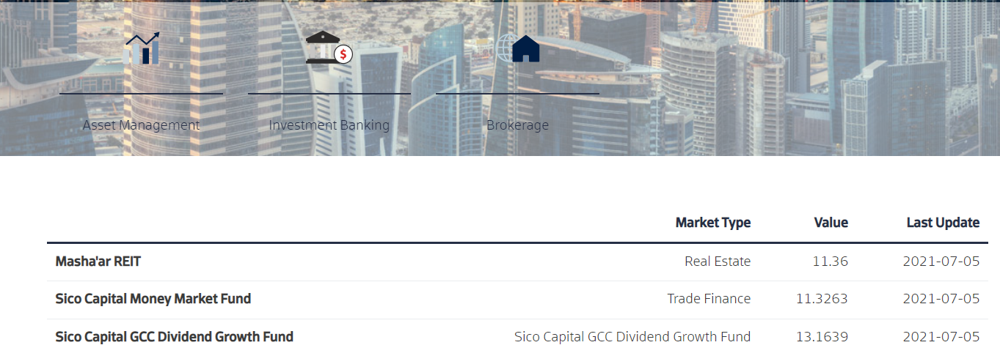 $
Asset Management Investment Banking Brokerage
Market Type Value Last Update
Masha'ar REIT Real Estate 11.36 2021-07-05
Sico Capital Money Market Fund Trade Finance 11.3263 2021-07-05
Sico Capital GCC Dividend Growth Fund Sico Capital GCC Dividend Growth Fund 13.1639 2021-07-05